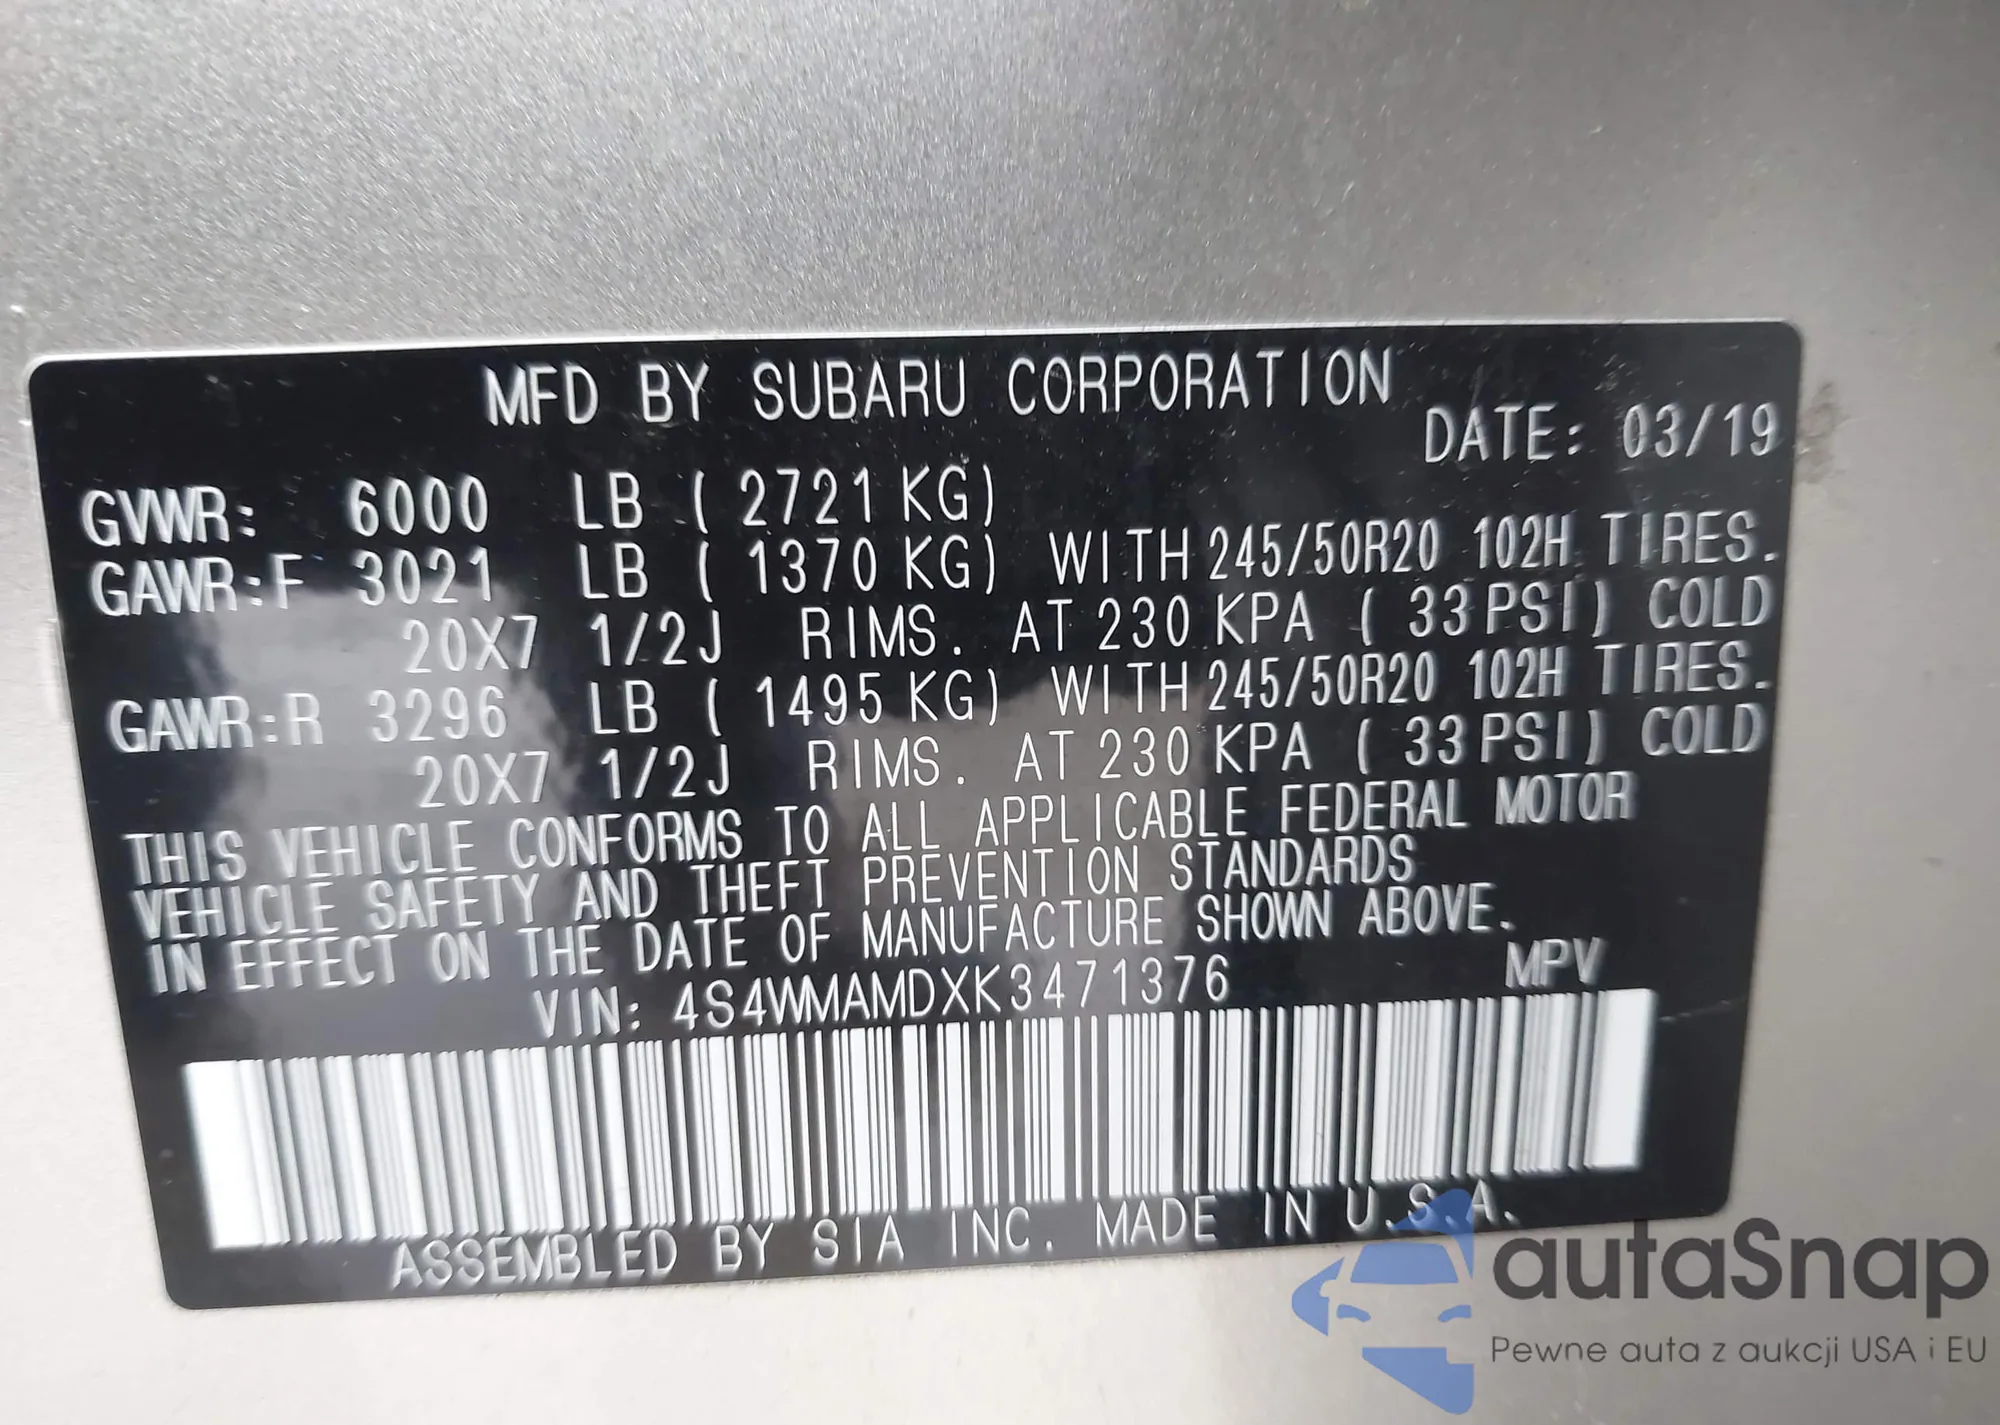 MFD BY SUBARU CORPORATION
DATE: 03/19
GVWR: 6000 LB ( 2721 KG)
GAWR:F 3021 LB ( 1370 KG) WITH 245/50R20 102H TIRES.
20X7 1/2J RIMS. AT 230 KPA ( 33 PSI) COLD
GAWR:R 3296 LB ( 1495 KG) WITH 245/50R20 102H TIRES.
20X7 1/2J RIMS. AT 230 KPA ( 33 PSI) COLD
THIS VEHICLE CONFORMS TO ALL APPLICABLE FEDERAL MOTOR
VEHICLE SAFETY AND THEFT PREVENTION STANDARDS
IN EFFECT ON THE DATE OF MANUFACTURE SHOWN ABOVE.
VIN: 4S4WMAMDXK3471376 MPV
ASSEMBLED BY SIA INC. MADE IN U.S.A.
autaSnap
Pewne auta z aukcji USA i EU